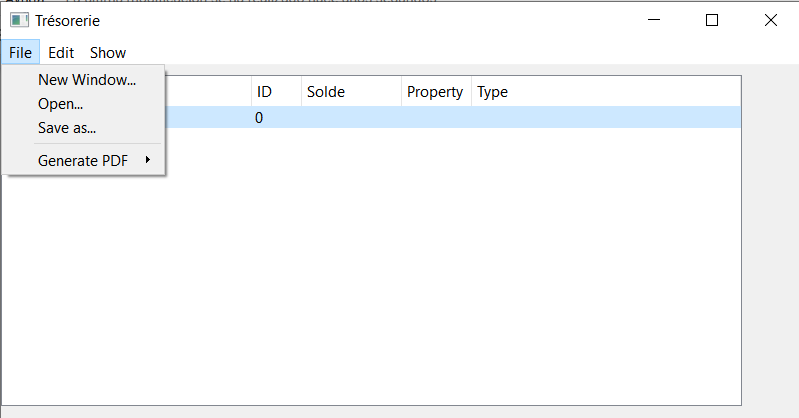 Trésorerie
File Edit Show
New Window...
Open...
Save as...
Generate PDF
ID Solde Property Type
0